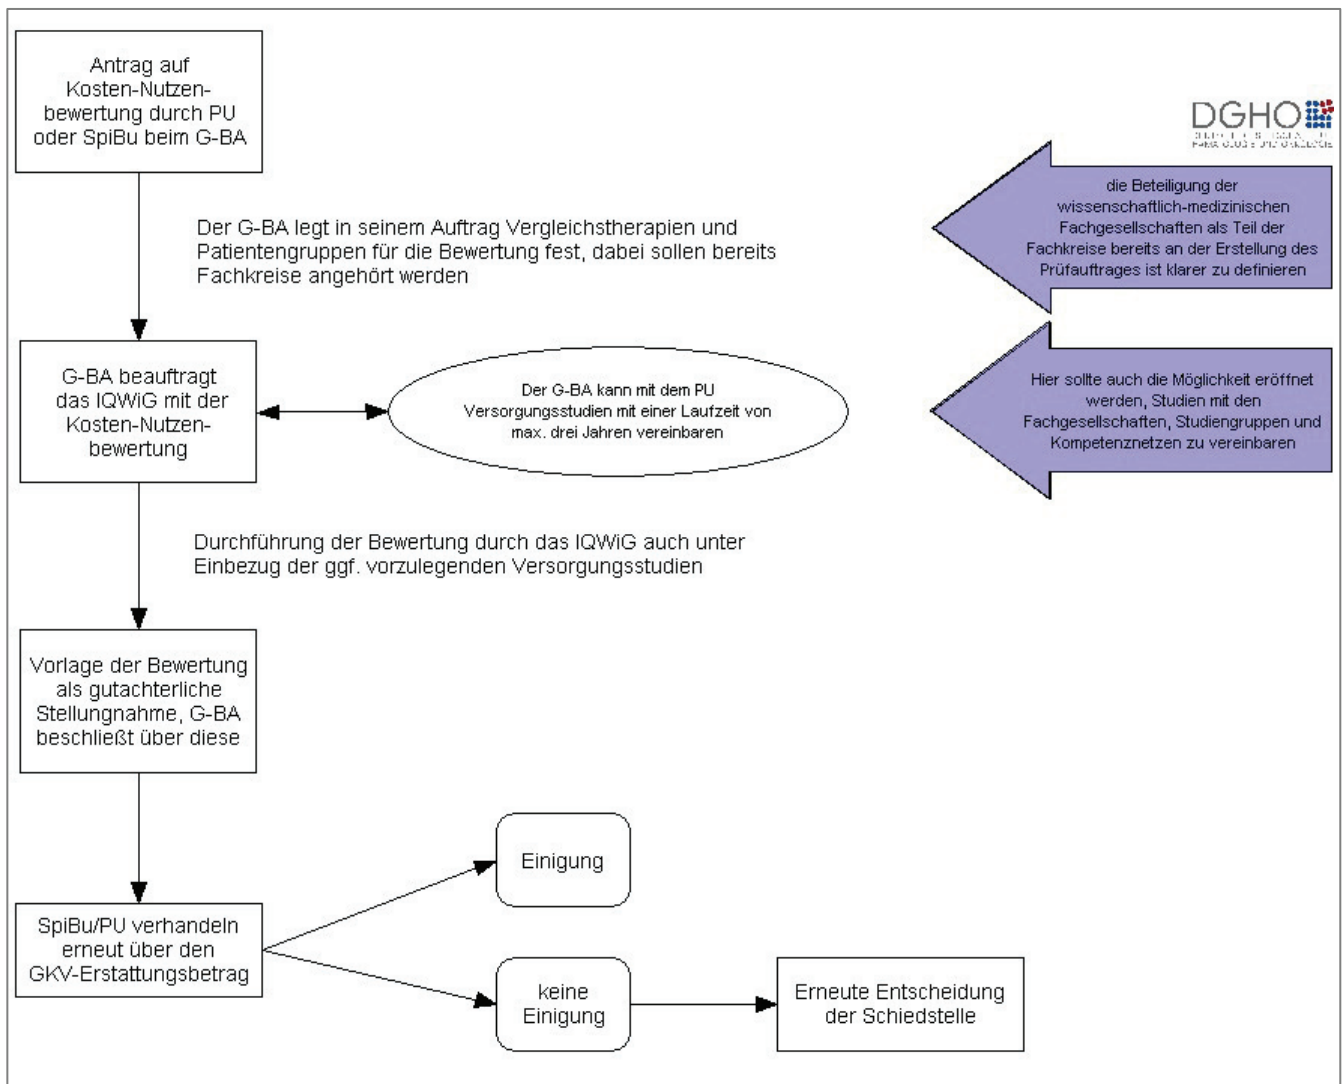 Antrag auf
Kosten-Nutzen-
bewertung durch PU
oder SpiBu beim G-BA
DGHO
die Beteiligung der
wissenschaftlich-medizinischen
Fachgesellschaften als Teil der
Fachkreise bereits an der Erstellung des
Prüfauftrages ist klarer zu definieren
Der G-BA legt in seinem Auftrag Vergleichstherapien und
Patientengruppen für die Bewertung fest, dabei sollen bereits
Fachkreise angehört werden
G-BA beauftragt
das IQWiG mit der
Kosten-Nutzen-
bewertung
Der G-BA kann mit dem PU
Versorgungsstudien mit einer Laufzeit von
max. drei Jahren vereinbaren
Hier sollte auch die Möglichkeit eröffnet
werden, Studien mit den
Fachgesellschaften, Studiengruppen und
Kompetenznetzen zu vereinbaren
Durchführung der Bewertung durch das IQWiG auch unter
Einbezug der ggf. vorzulegenden Versorgungsstudien
Vorlage der Bewertung
als gutachterliche
Stellungnahme, G-BA
beschließt über diese
Einigung
SpiBu/PU verhandeln
erneut über den
GKV-Erstattungsbetrag
keine
Einigung
Erneute Entscheidung
der Schiedstelle